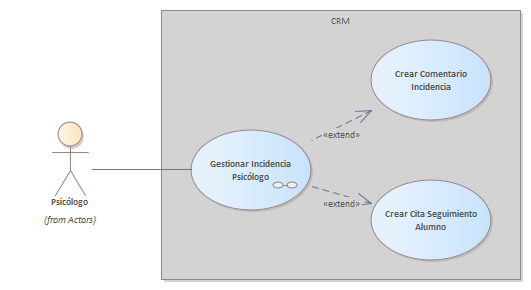 CRM
Crear Comentario
Incidencia
«extend»
Gestionar Incidencia
Psicólogo
Psicólogo
(from Actors)
«extend»
Crear Cita Seguimiento
Alumno